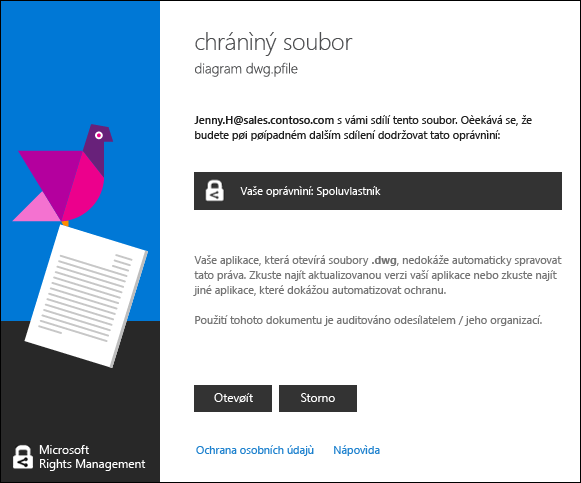 chránìný soubor
diagram dwg.pfile
Jenny.H@sales.contoso.com s vámi sdílí tento soubor. Oèekává se, že
budete pøi pøípadném dalším sdílení dodržovat tato oprávnìní:
Vaše oprávnìní: Spoluvlastník
Vaše aplikace, která otevírá soubory .dwg, nedokáže automaticky spravovat
tato práva. Zkuste najít aktualizovanou verzi vaší aplikace nebo zkuste najít
jiné aplikace, které dokážou automatizovat ochranu.
Použití tohoto dokumentu je auditováno odesílatelem / jeho organizací.
Otevøít
Storno
Microsoft
Rights Management
Ochrana osobních údajù
Nápovìda